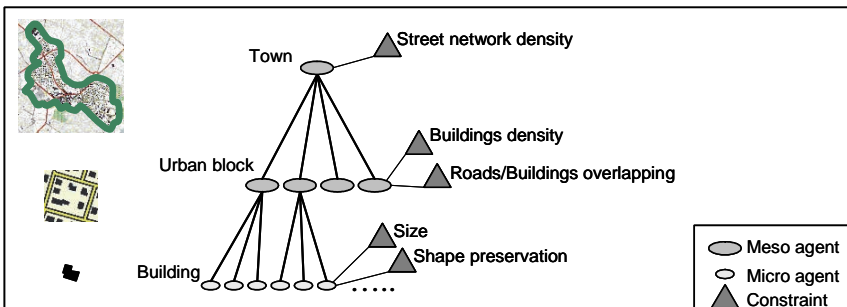 Street network density
Town
Buildings density
Urban block
Roads/Buildings overlapping
Size
Shape preservation
Building
.....
Meso agent
Micro agent
Constraint